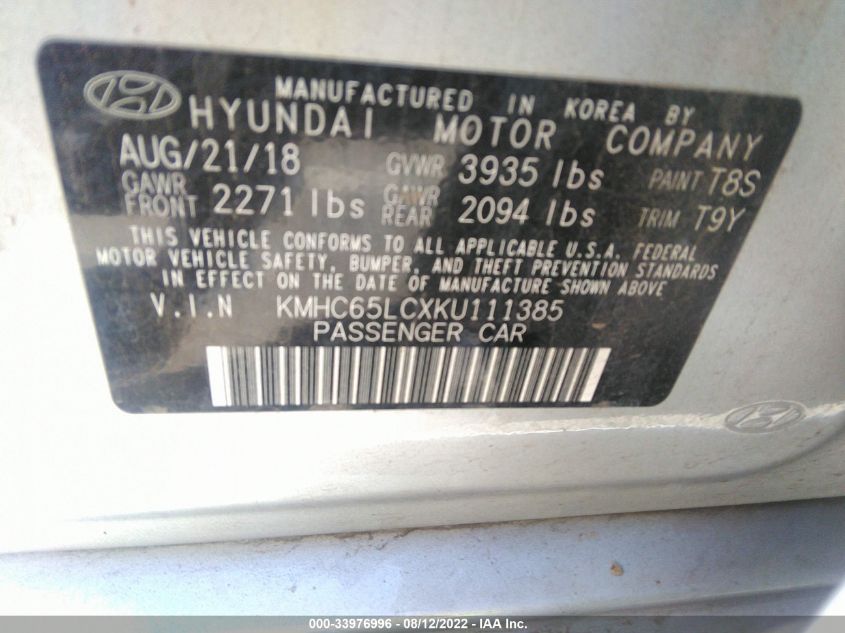 MANUFACTURED IN KOREA BY
HYUNDAI MOTOR COMPANY
AUG/21/18 GVWR 3935 lbs PAINT T8S
GAWR FRONT 2271 lbs GAWR REAR 2094 lbs TRIM T9Y
THIS VEHICLE CONFORMS TO ALL APPLICABLE U.S.A. FEDERAL
MOTOR VEHICLE SAFETY, BUMPER, AND THEFT PREVENTION STANDARDS
IN EFFECT ON THE DATE OF MANUFACTURE SHOWN ABOVE
V.I.N KMHC65LCXKU111385
PASSENGER CAR
000-33976996 - 08/12/2022 - IAA Inc.